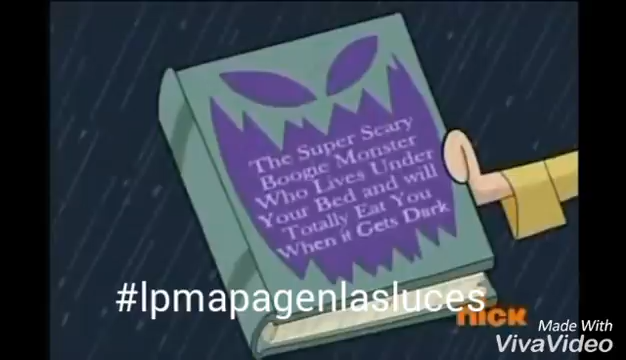 The Super Scary
Boogie Monster
Who Lives Under
Your Bed and will
Totally Eat You
When it Gets Dark
#lpmapagenlasluces
nick
Made With
VivaVideo